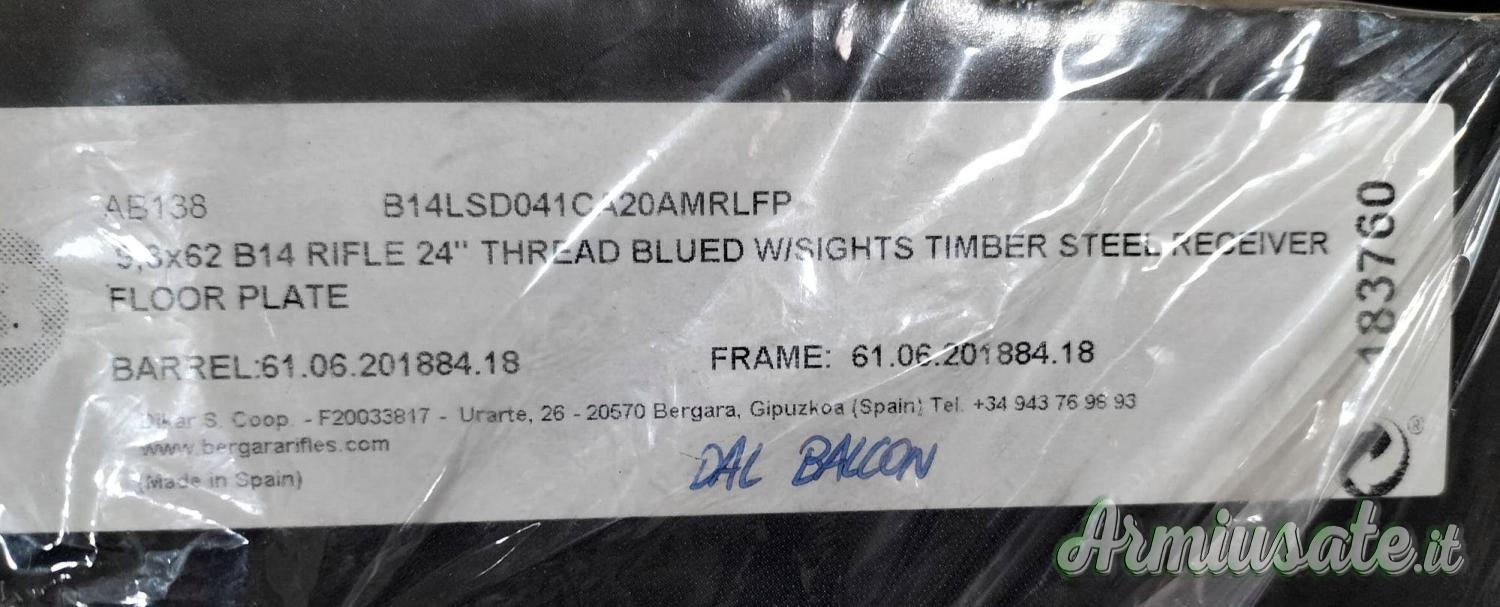 AB138 B14LSD041CA20AMRLFP
9,3x62 B14 RIFLE 24" THREAD BLUED W/SIGHTS TIMBER STEEL RECEIVER
FLOOR PLATE
BARREL:61.06.201884.18 FRAME: 61.06.201884.18
Dikar S. Coop. - F20033817 - Urarte, 26 - 20570 Bergara, Gipuzkoa (Spain) Tel. +34 943 76 96 93
www.bergararifles.com
(Made in Spain)
DAL BALCON
183760
®
Armiusate.it